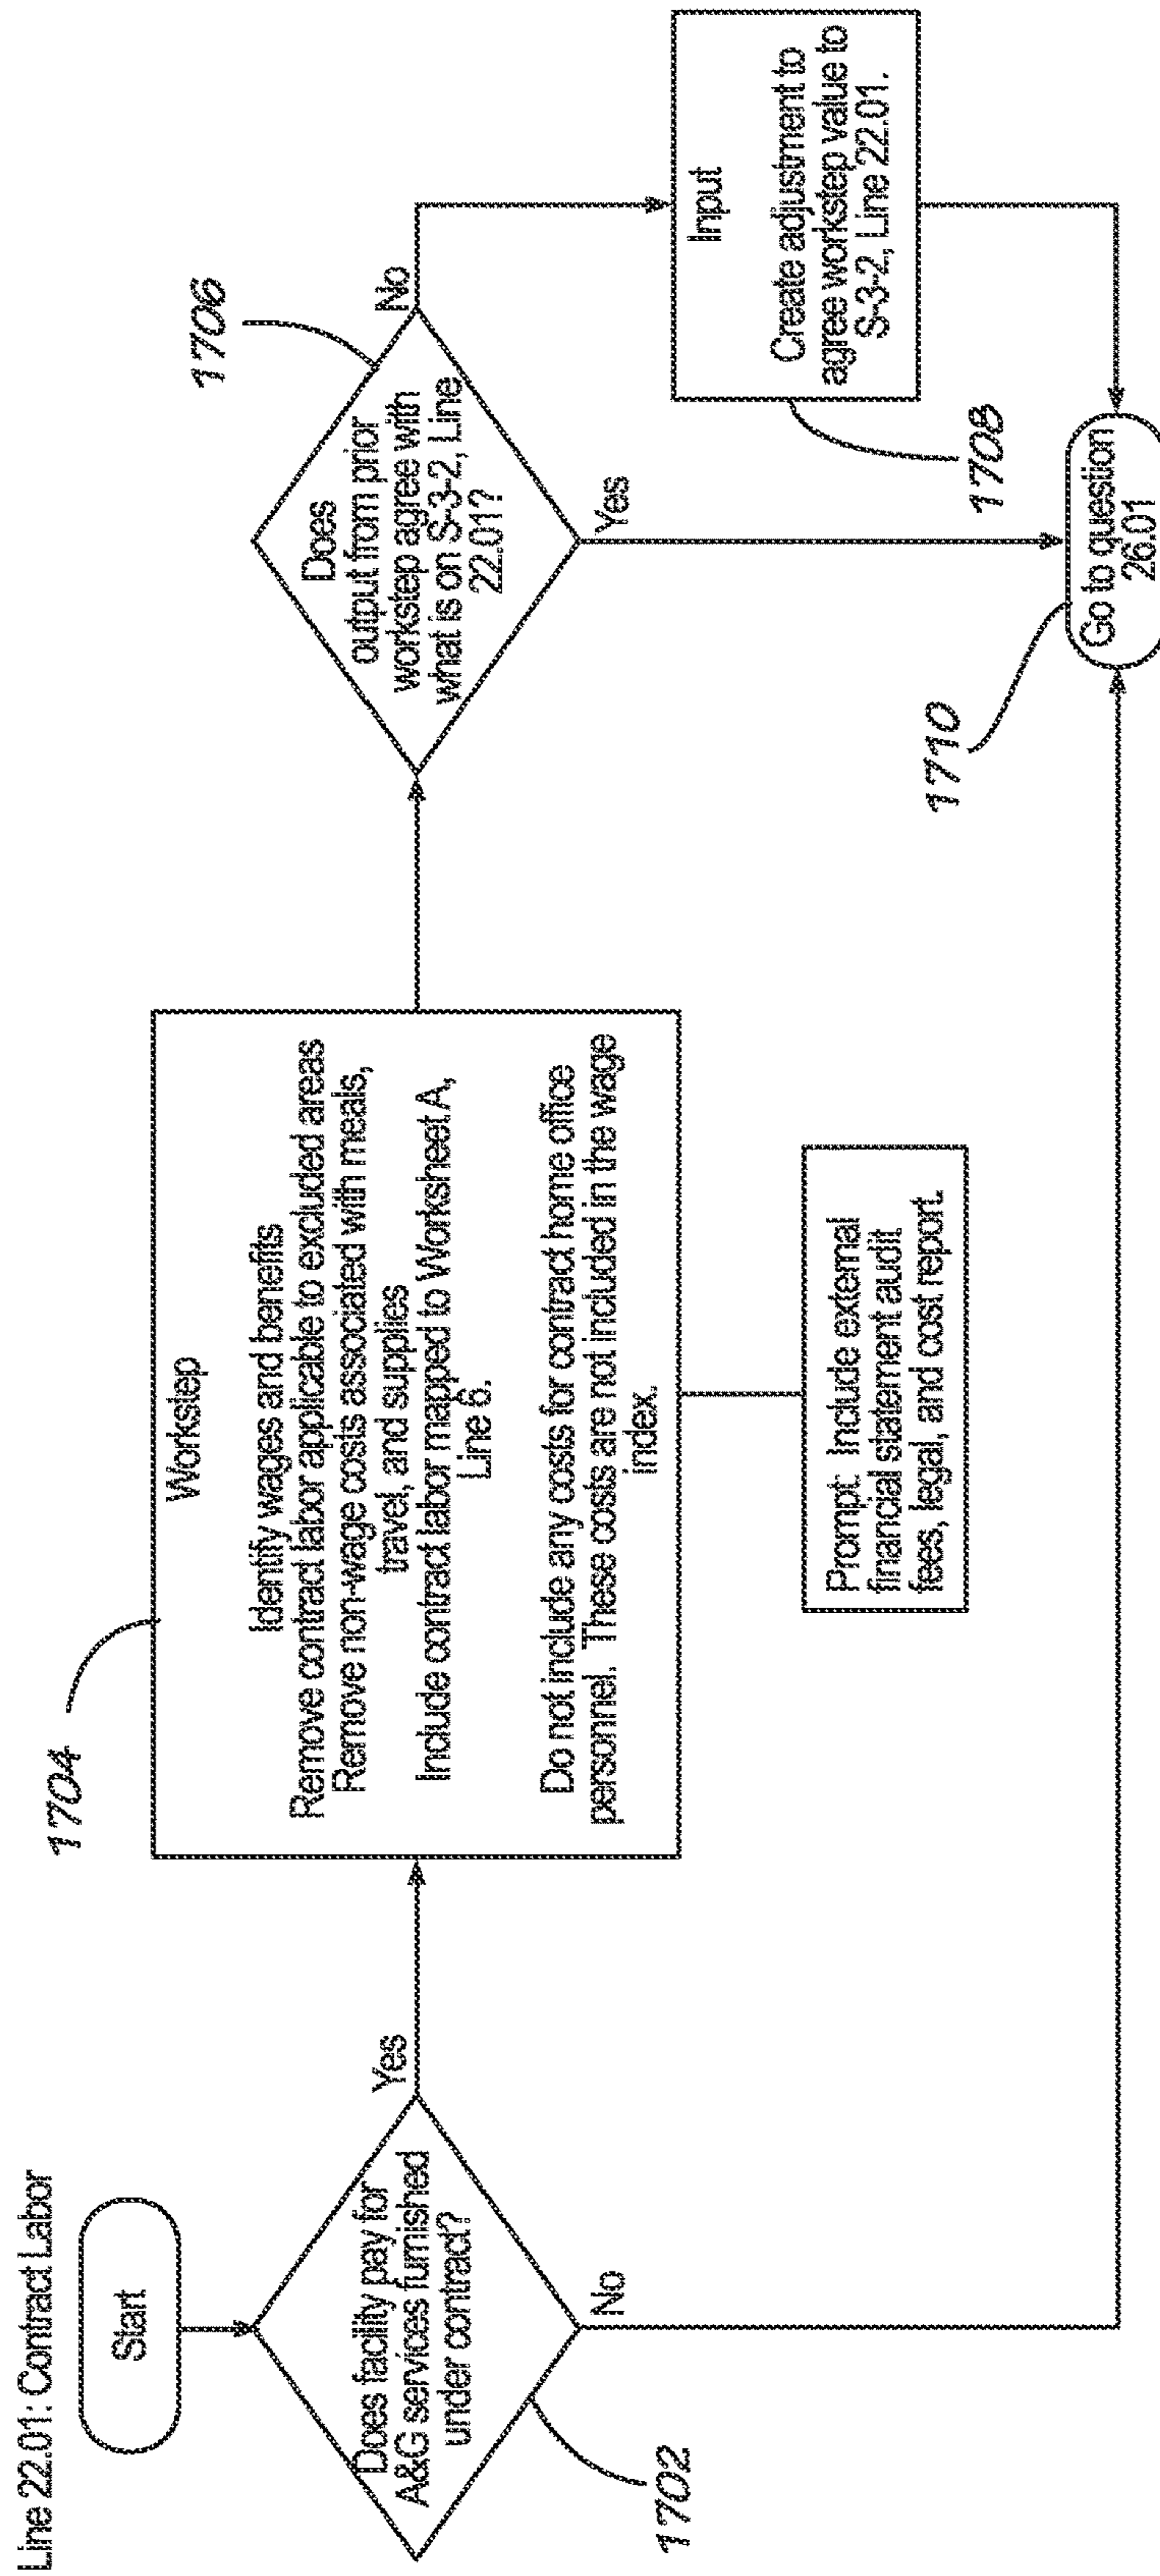 Line 22.01: Contract Labor
Start
Does facility pay for
A&G services furnished
under contract?
1702
Yes
No
1704
Workstep
Identify wages and benefits
Remove contract labor applicable to excluded areas
Remove non-wage costs associated with meals,
travel, and supplies
Include contract labor mapped to Worksheet A,
Line 6.
Do not include any costs for contract home office
personnel. These costs are not included in the wage
index.
Prompt: Include external
financial statement audit
fees, legal, and cost report.
1706
Does
output from prior
workstep agree with
what is on S-3-2, Line
22.01?
No
Yes
Input
Create adjustment to
agree workstep value to
S-3-2, Line 22.01.
1708
1710
Go to question
26.01